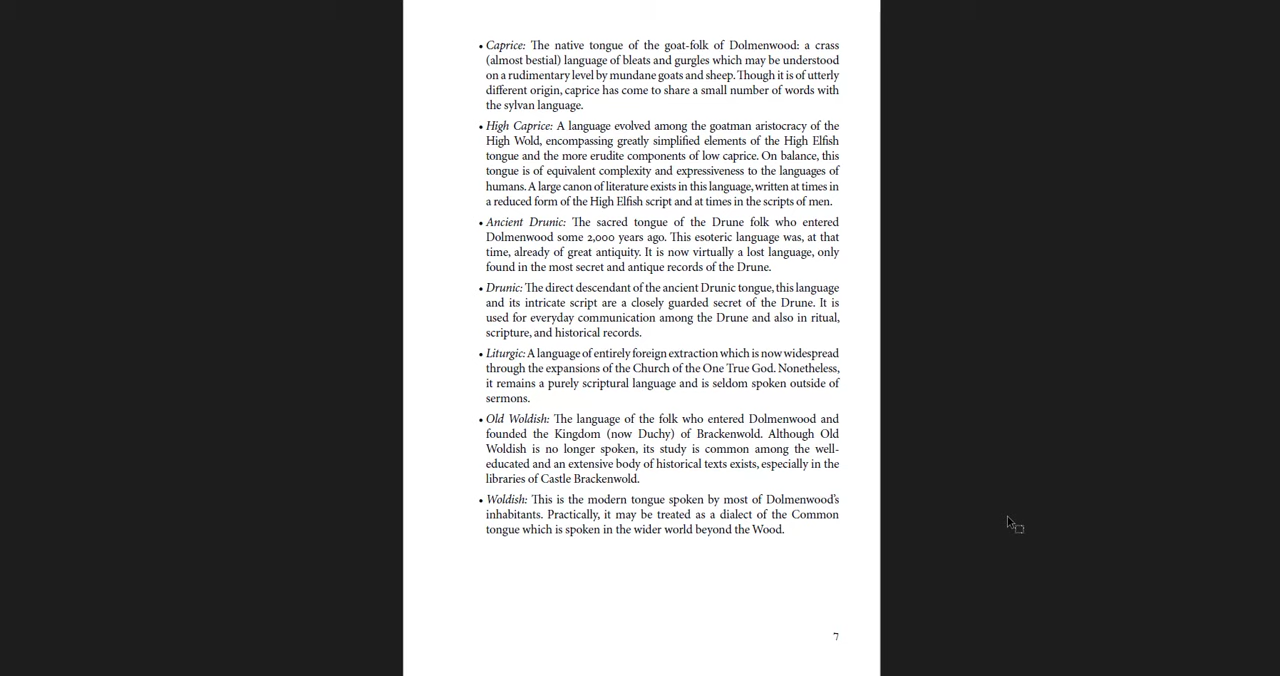 • Caprice: The native tongue of the goat-folk of Dolmenwood: a crass
(almost bestial) language of bleats and gurgles which may be understood
on a rudimentary level by mundane goats and sheep. Though it is of utterly
different origin, caprice has come to share a small number of words with
the sylvan language.
• High Caprice: A language evolved among the goatman aristocracy of the
High Wold, encompassing greatly simplified elements of the High Elfish
tongue and the more erudite components of low caprice. On balance, this
tongue is of equivalent complexity and expressiveness to the languages of
humans. A large canon of literature exists in this language, written at times in
a reduced form of the High Elfish script and at times in the scripts of men.
• Ancient Drunic: The sacred tongue of the Drune folk who entered
Dolmenwood some 2,000 years ago. This esoteric language was, at that
time, already of great antiquity. It is now virtually a lost language, only
found in the most secret and antique records of the Drune.
• Drunic: The direct descendant of the ancient Drunic tongue, this language
and its intricate script are a closely guarded secret of the Drune. It is
used for everyday communication among the Drune and also in ritual,
scripture, and historical records.
• Liturgic: A language of entirely foreign extraction which is now widespread
through the expansions of the Church of the One True God. Nonetheless,
it remains a purely scriptural language and is seldom spoken outside of
sermons.
• Old Woldish: The language of the folk who entered Dolmenwood and
founded the Kingdom (now Duchy) of Brackenwold. Although Old
Woldish is no longer spoken, its study is common among the well-
educated and an extensive body of historical texts exists, especially in the
libraries of Castle Brackenwold.
• Woldish: This is the modern tongue spoken by most of Dolmenwood's
inhabitants. Practically, it may be treated as a dialect of the Common
tongue which is spoken in the wider world beyond the Wood.
7